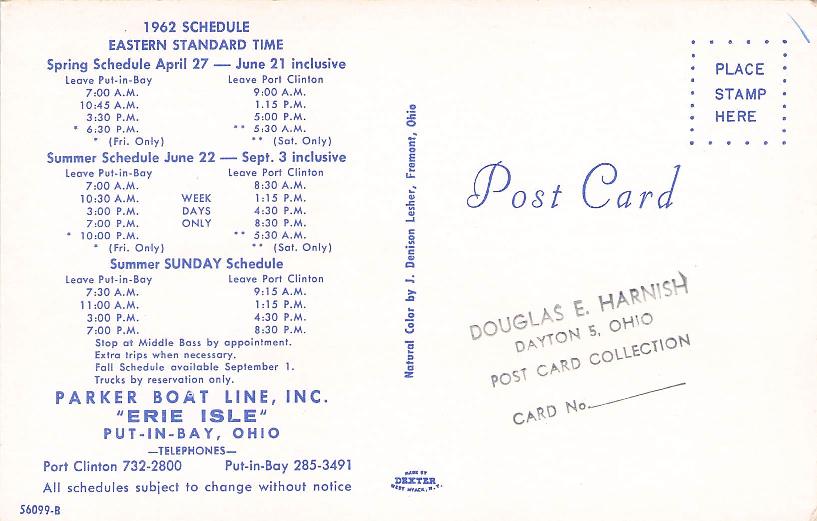 1962 SCHEDULE
EASTERN STANDARD TIME
Spring Schedule April 27 — June 21 inclusive
Leave Put-in-Bay Leave Port Clinton
7:00 A.M. 9:00 A.M.
10:45 A.M. 1.15 P.M.
3:30 P.M. 5:00 P.M.
* 6:30 P.M. ** 5:30 A.M.
* (Fri. Only) ** (Sat. Only)
Summer Schedule June 22 — Sept. 3 inclusive
Leave Put-in-Bay Leave Port Clinton
7:00 A.M. 8:30 A.M.
10:30 A.M. WEEK 1:15 P.M.
3:00 P.M. DAYS 4:30 P.M.
7:00 P.M. ONLY 8:30 P.M.
* 10:00 P.M. ** 5:30 A.M.
* (Fri. Only) ** (Sat. Only)
Summer SUNDAY Schedule
Leave Put-in-Bay Leave Port Clinton
7:30 A.M. 9:15 A.M.
11:00 A.M. 1:15 P.M.
3:00 P.M. 4:30 P.M.
7:00 P.M. 8:30 P.M.
Stop at Middle Bass by appointment.
Extra trips when necessary.
Fall Schedule available September 1.
Trucks by reservation only.
PARKER BOAT LINE, INC.
"ERIE ISLE"
PUT-IN-BAY, OHIO
—TELEPHONES—
Port Clinton 732-2800 Put-in-Bay 285-3491
All schedules subject to change without notice
56099-B
Natural Color by J. Denison Lesher, Fremont, Ohio
MADE BY
DEXTER
WEST NYACK, N.Y.
PLACE
STAMP
HERE
Post Card
DOUGLAS E. HARNISH
DAYTON 5, OHIO
POST CARD COLLECTION
CARD No.